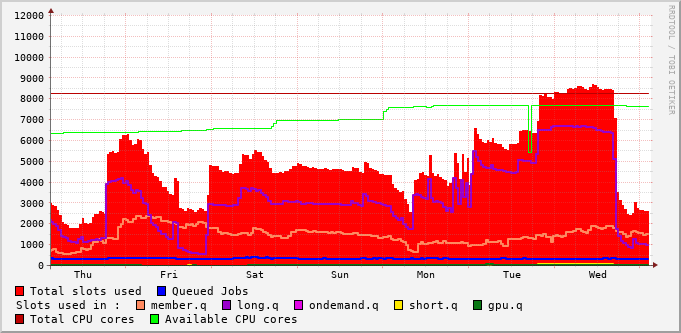 12000
11000
10000
9000
8000
7000
6000
5000
4000
3000
2000
1000
0
Thu Fri Sat Sun Mon Tue Wed
Total slots used Queued Jobs
Slots used in : member.q long.q ondemand.q short.q gpu.q
Total CPU cores Available CPU cores
RRDTOOL / TOBI OETIKER